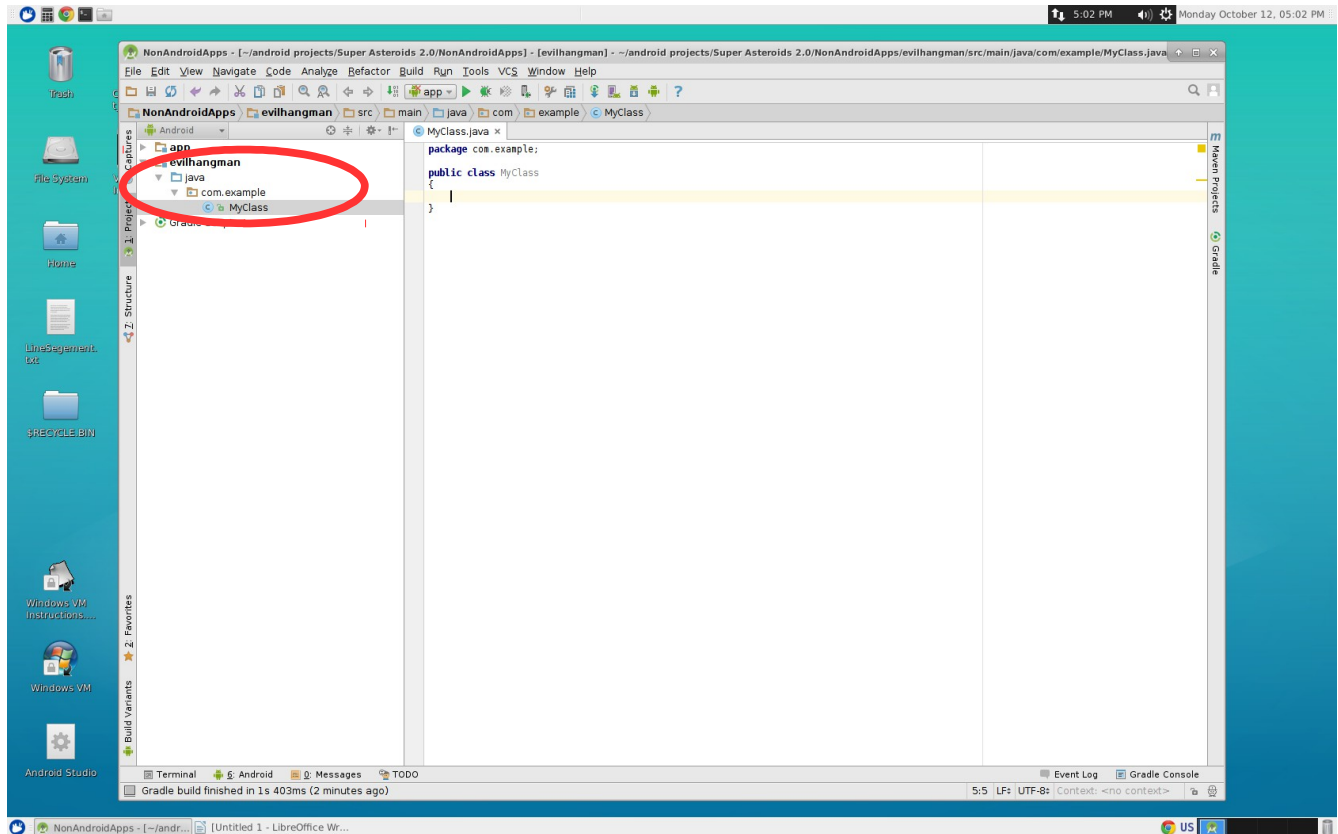 5:02 PM
Monday October 12, 05:02 PM
NonAndroidApps - [~/android projects/Super Asteroids 2.0/NonAndroidApps] - [evilhangman] - ~/android projects/Super Asteroids 2.0/NonAndroidApps/evilhangman/src/main/java/com/example/MyClass.java
File Edit View Navigate Code Analyze Refactor Build Run Tools VCS Window Help
app
NonAndroidApps evilhangman src main java com example MyClass
Android
MyClass.java
app
evilhangman
java
com.example
MyClass
package com.example;
public class MyClass
{
}
Captures
1: Project
7: Structure
2: Favorites
Build Variants
m Maven Projects
Gradle
Trash
File System
Home
LineSegement.
txt
$RECYCLE.BIN
Windows VM
Instructions....
Windows VM
Android Studio
Terminal 6: Android 0: Messages TODO
Event Log Gradle Console
Gradle build finished in 1s 403ms (2 minutes ago)
5:5 LF UTF-8 Context: <no context>
NonAndroidApps - [~/andr... [Untitled 1 - LibreOffice Wr...
US